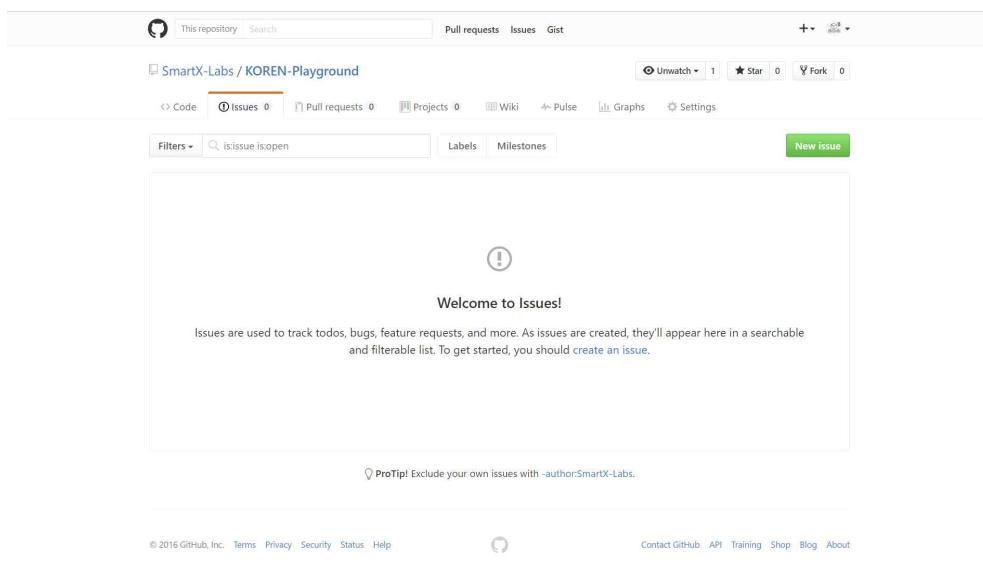 This repository Search Pull requests Issues Gist
SmartX-Labs / KOREN-Playground Unwatch 1 Star 0 Fork 0
Code Issues 0 Pull requests 0 Projects 0 Wiki Pulse Graphs Settings
Filters is:issue is:open Labels Milestones New issue
Welcome to Issues!
Issues are used to track todos, bugs, feature requests, and more. As issues are created, they'll appear here in a searchable
and filterable list. To get started, you should create an issue.
ProTip! Exclude your own issues with -author:SmartX-Labs.
© 2016 GitHub, Inc. Terms Privacy Security Status Help Contact GitHub API Training Shop Blog About